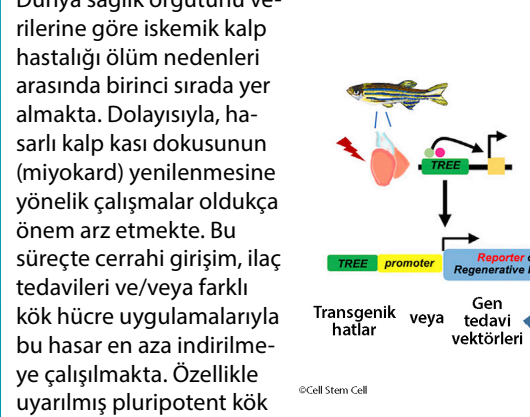 Dünya sağlık örgütünü ve-
rilerine göre iskemik kalp
hastalığı ölüm nedenleri
arasında birinci sırada yer
almakta. Dolayısıyla, ha-
sarlı kalp kası dokusunun
(miyokard) yenilenmesine
yönelik çalışmalar oldukça
önem arz etmekte. Bu
süreçte cerrahi girişim, ilaç
tedavileri ve/veya farklı
kök hücre uygulamalarıyla
bu hasar en aza indirilme-
ye çalışılmakta. Özellikle
uyarılmış pluripotent kök
TREE
TREE promoter
Reporter
Regenerative
Transgenik
hatlar
veya
Gen
tedavi
vektörleri
©Cell Stem Cell